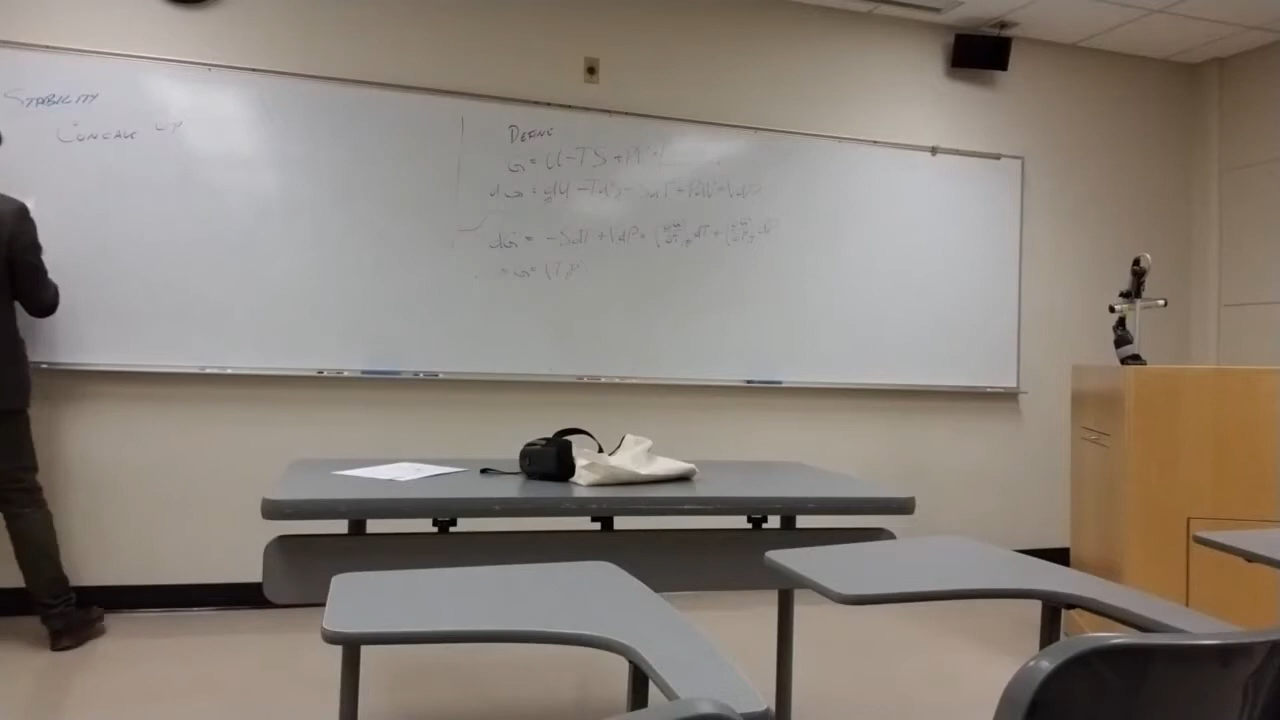 STABILITY
CONCAVE UP
DEFINE
G = U - TS + PV
dG = dU - TdS - SdT + PdV + VdP
dG = -SdT + VdP = (∂G/∂T)_P dT + (∂G/∂P)_T dP